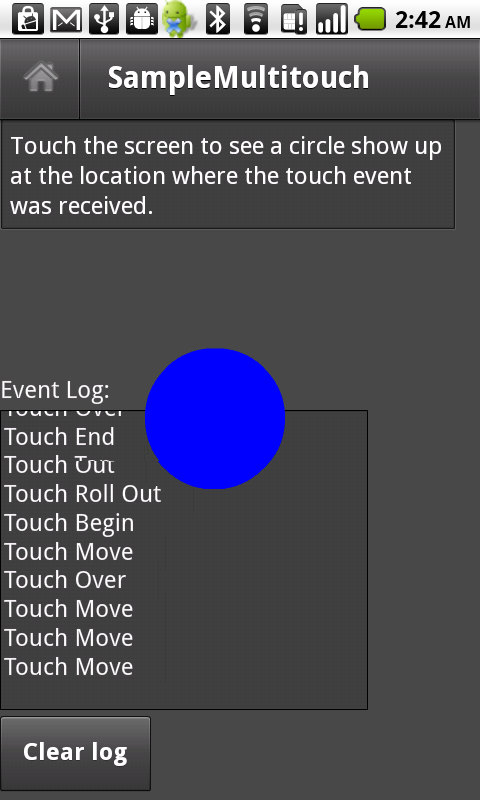 2:42 AM
SampleMultitouch
Touch the screen to see a circle show up
at the location where the touch event
was received.
Event Log:
Touch Over
Touch End
Touch Out
Touch Roll Out
Touch Begin
Touch Move
Touch Over
Touch Move
Touch Move
Touch Move
Clear log